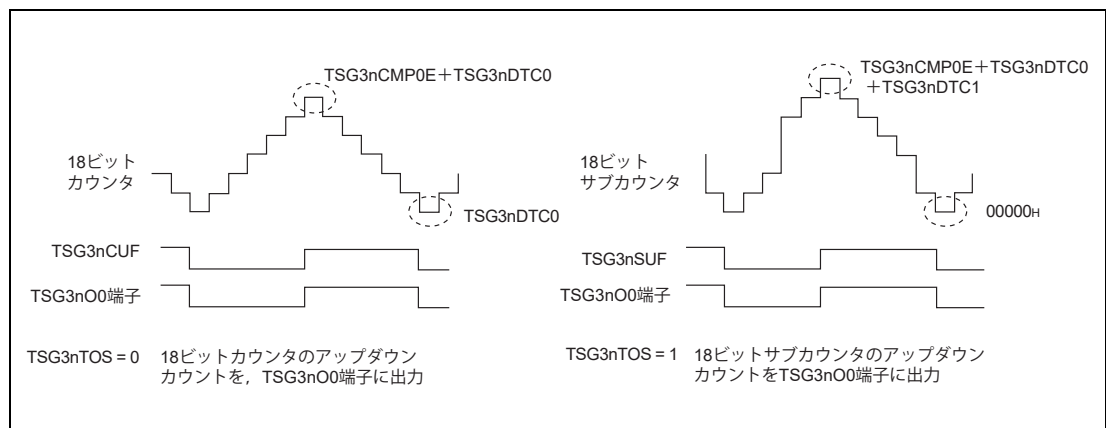 TSG3nCMP0E＋TSG3nDTC0
18ビット
カウンタ
TSG3nDTC0
TSG3nCUF
TSG3nO0端子
TSG3nTOS = 0 18ビットカウンタのアップダウン
カウントを，TSG3nO0端子に出力
TSG3nCMP0E＋TSG3nDTC0
＋TSG3nDTC1
18ビット
サブカウンタ
00000H
TSG3nSUF
TSG3nO0端子
TSG3nTOS = 1 18ビットサブカウンタのアップダウン
カウントをTSG3nO0端子に出力